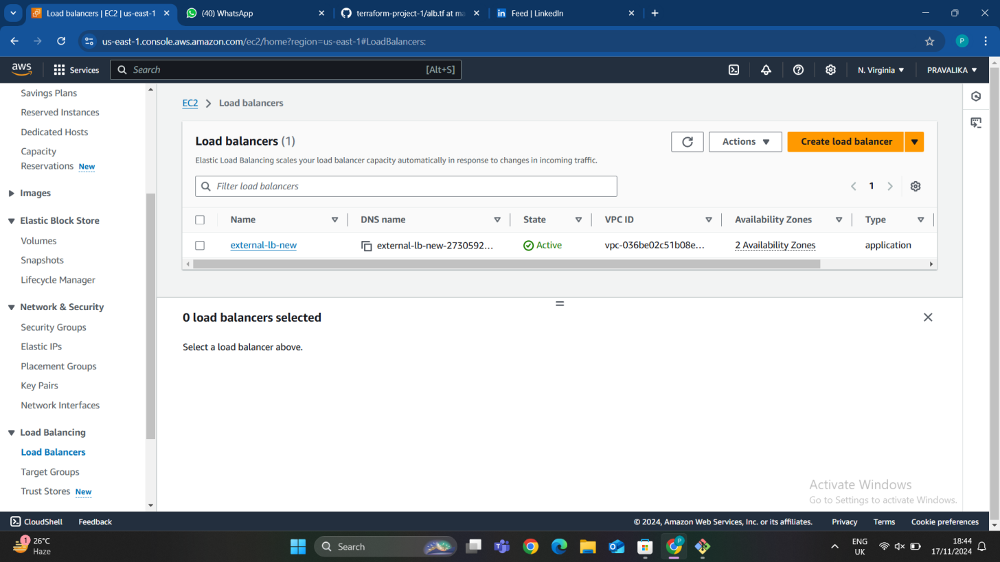 Load balancers | EC2 | us-east-1
(40) WhatsApp
terraform-project-1/alb.tf at ma
Feed | LinkedIn
us-east-1.console.aws.amazon.com/ec2/home?region=us-east-1#LoadBalancers:
P
aws
Services
Search
[Alt+S]
N. Virginia
PRAVALIKA
Savings Plans
Reserved Instances
Dedicated Hosts
Capacity
Reservations New
Images
Elastic Block Store
Volumes
Snapshots
Lifecycle Manager
Network & Security
Security Groups
Elastic IPs
Placement Groups
Key Pairs
Network Interfaces
Load Balancing
Load Balancers
Target Groups
Trust Stores New
EC2 > Load balancers
Load balancers (1)
Actions
Create load balancer
Elastic Load Balancing scales your load balancer capacity automatically in response to changes in incoming traffic.
Filter load balancers
1
Name DNS name State VPC ID Availability Zones Type
external-lb-new external-lb-new-2730592... Active vpc-036be02c51b08e... 2 Availability Zones application
0 load balancers selected
Select a load balancer above.
Activate Windows
Go to Settings to activate Windows.
CloudShell
Feedback
© 2024, Amazon Web Services, Inc. or its affiliates.
Privacy
Terms
Cookie preferences
1
26°C
Haze
Search
P
ENG
UK
18:44
17/11/2024